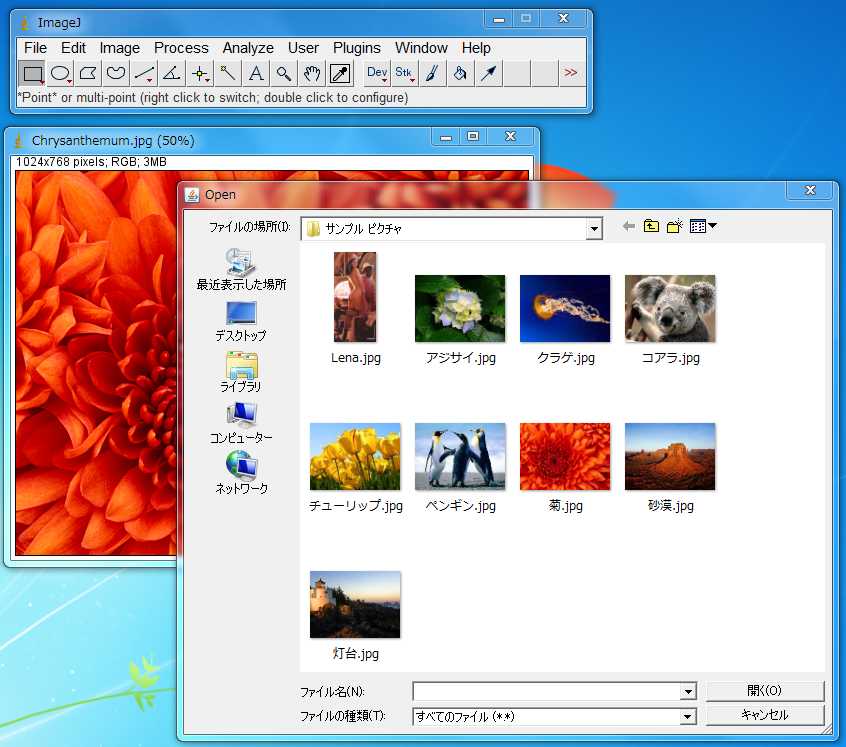 ImageJ
File Edit Image Process Analyze User Plugins Window Help
A Dev Stk >>
*Point* or multi-point (right click to switch; double click to configure)
Chrysanthemum.jpg (50%)
1024x768 pixels; RGB; 3MB
Open
ファイルの場所(I): サンプル ピクチャ
最近表示した場所
デスクトップ
ライブラリ
コンピューター
ネットワーク
Lena.jpg アジサイ.jpg クラゲ.jpg コアラ.jpg
チューリップ.jpg ペンギン.jpg 菊.jpg 砂漠.jpg
灯台.jpg
ファイル名(N): 開く(O)
ファイルの種類(T): すべてのファイル (*.*) キャンセル